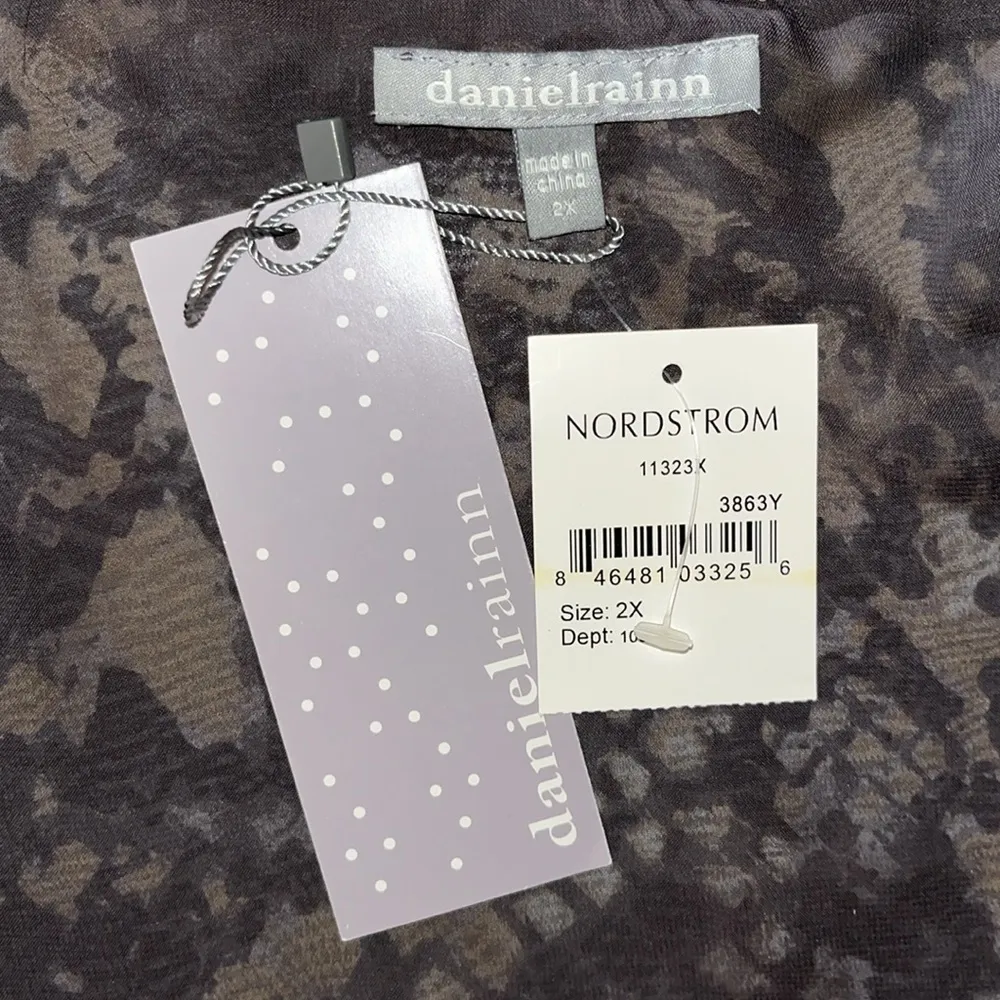 danielrainn
made in
china
2X
danielrainn
NORDSTROM
11323X
3863Y
8 46481 03325 6
Size: 2X
Dept: